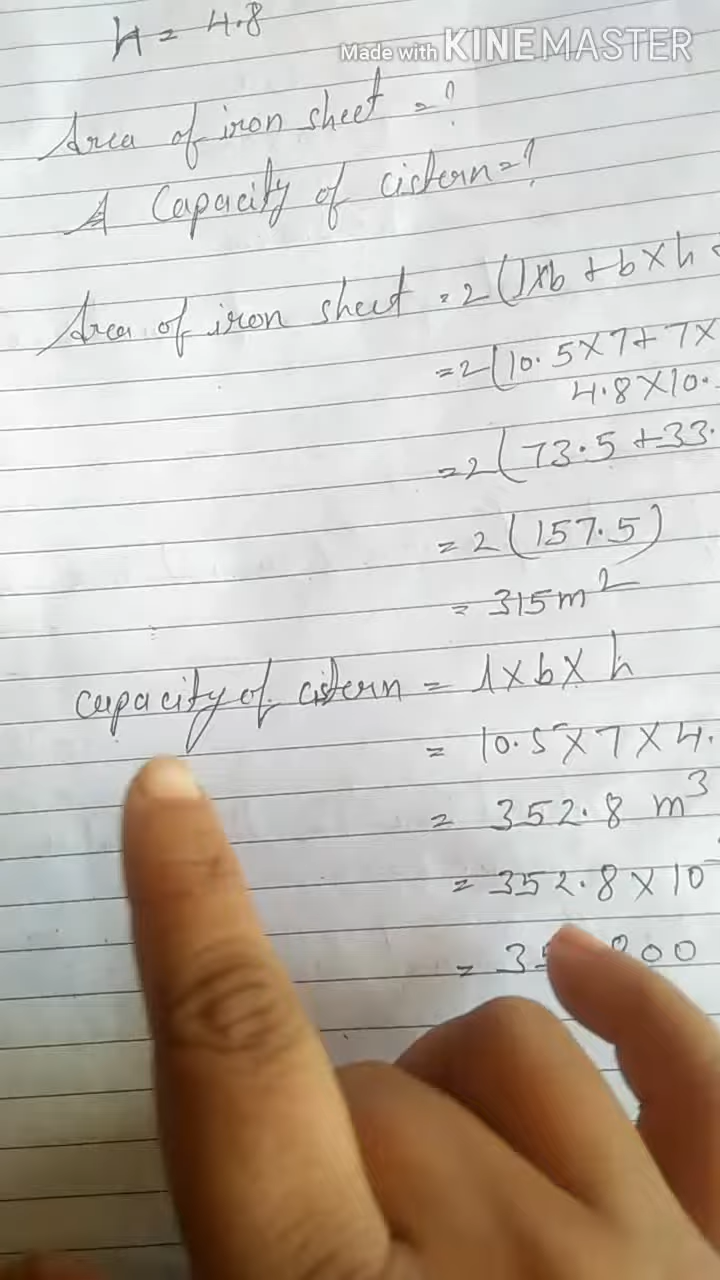 h = 4.8
Made with KINEMASTER
Area of iron sheet = ?
A Capacity of cistern = ?
Area of iron sheet = 2 (l×b + b×h +
= 2 (10.5×7 + 7×
4.8×10.
= 2 (73.5 + 33.
= 2 (157.5)
= 315 m²
capacity of cistern = l×b×h
= 10.5×7×4.
= 352.8 m³
= 352.8×10